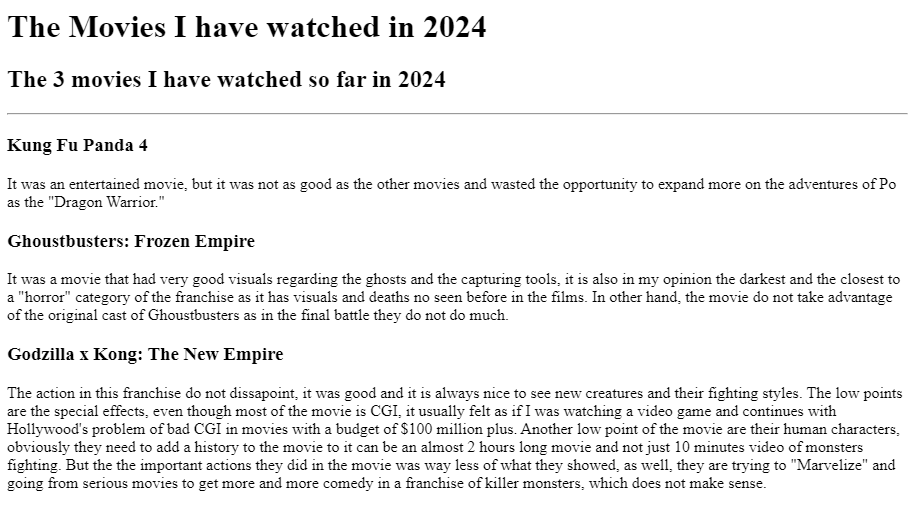 The Movies I have watched in 2024
The 3 movies I have watched so far in 2024
Kung Fu Panda 4
It was an entertained movie, but it was not as good as the other movies and wasted the opportunity to expand more on the adventures of Po
as the "Dragon Warrior."
Ghoustbusters: Frozen Empire
It was a movie that had very good visuals regarding the ghosts and the capturing tools, it is also in my opinion the darkest and the closest to
a "horror" category of the franchise as it has visuals and deaths no seen before in the films. In other hand, the movie do not take advantage
of the original cast of Ghoustbusters as in the final battle they do not do much.
Godzilla x Kong: The New Empire
The action in this franchise do not dissapoint, it was good and it is always nice to see new creatures and their fighting styles. The low points
are the special effects, even though most of the movie is CGI, it usually felt as if I was watching a video game and continues with
Hollywood's problem of bad CGI in movies with a budget of $100 million plus. Another low point of the movie are their human characters,
obviously they need to add a history to the movie to it can be an almost 2 hours long movie and not just 10 minutes video of monsters
fighting. But the the important actions they did in the movie was way less of what they showed, as well, they are trying to "Marvelize" and
going from serious movies to get more and more comedy in a franchise of killer monsters, which does not make sense.